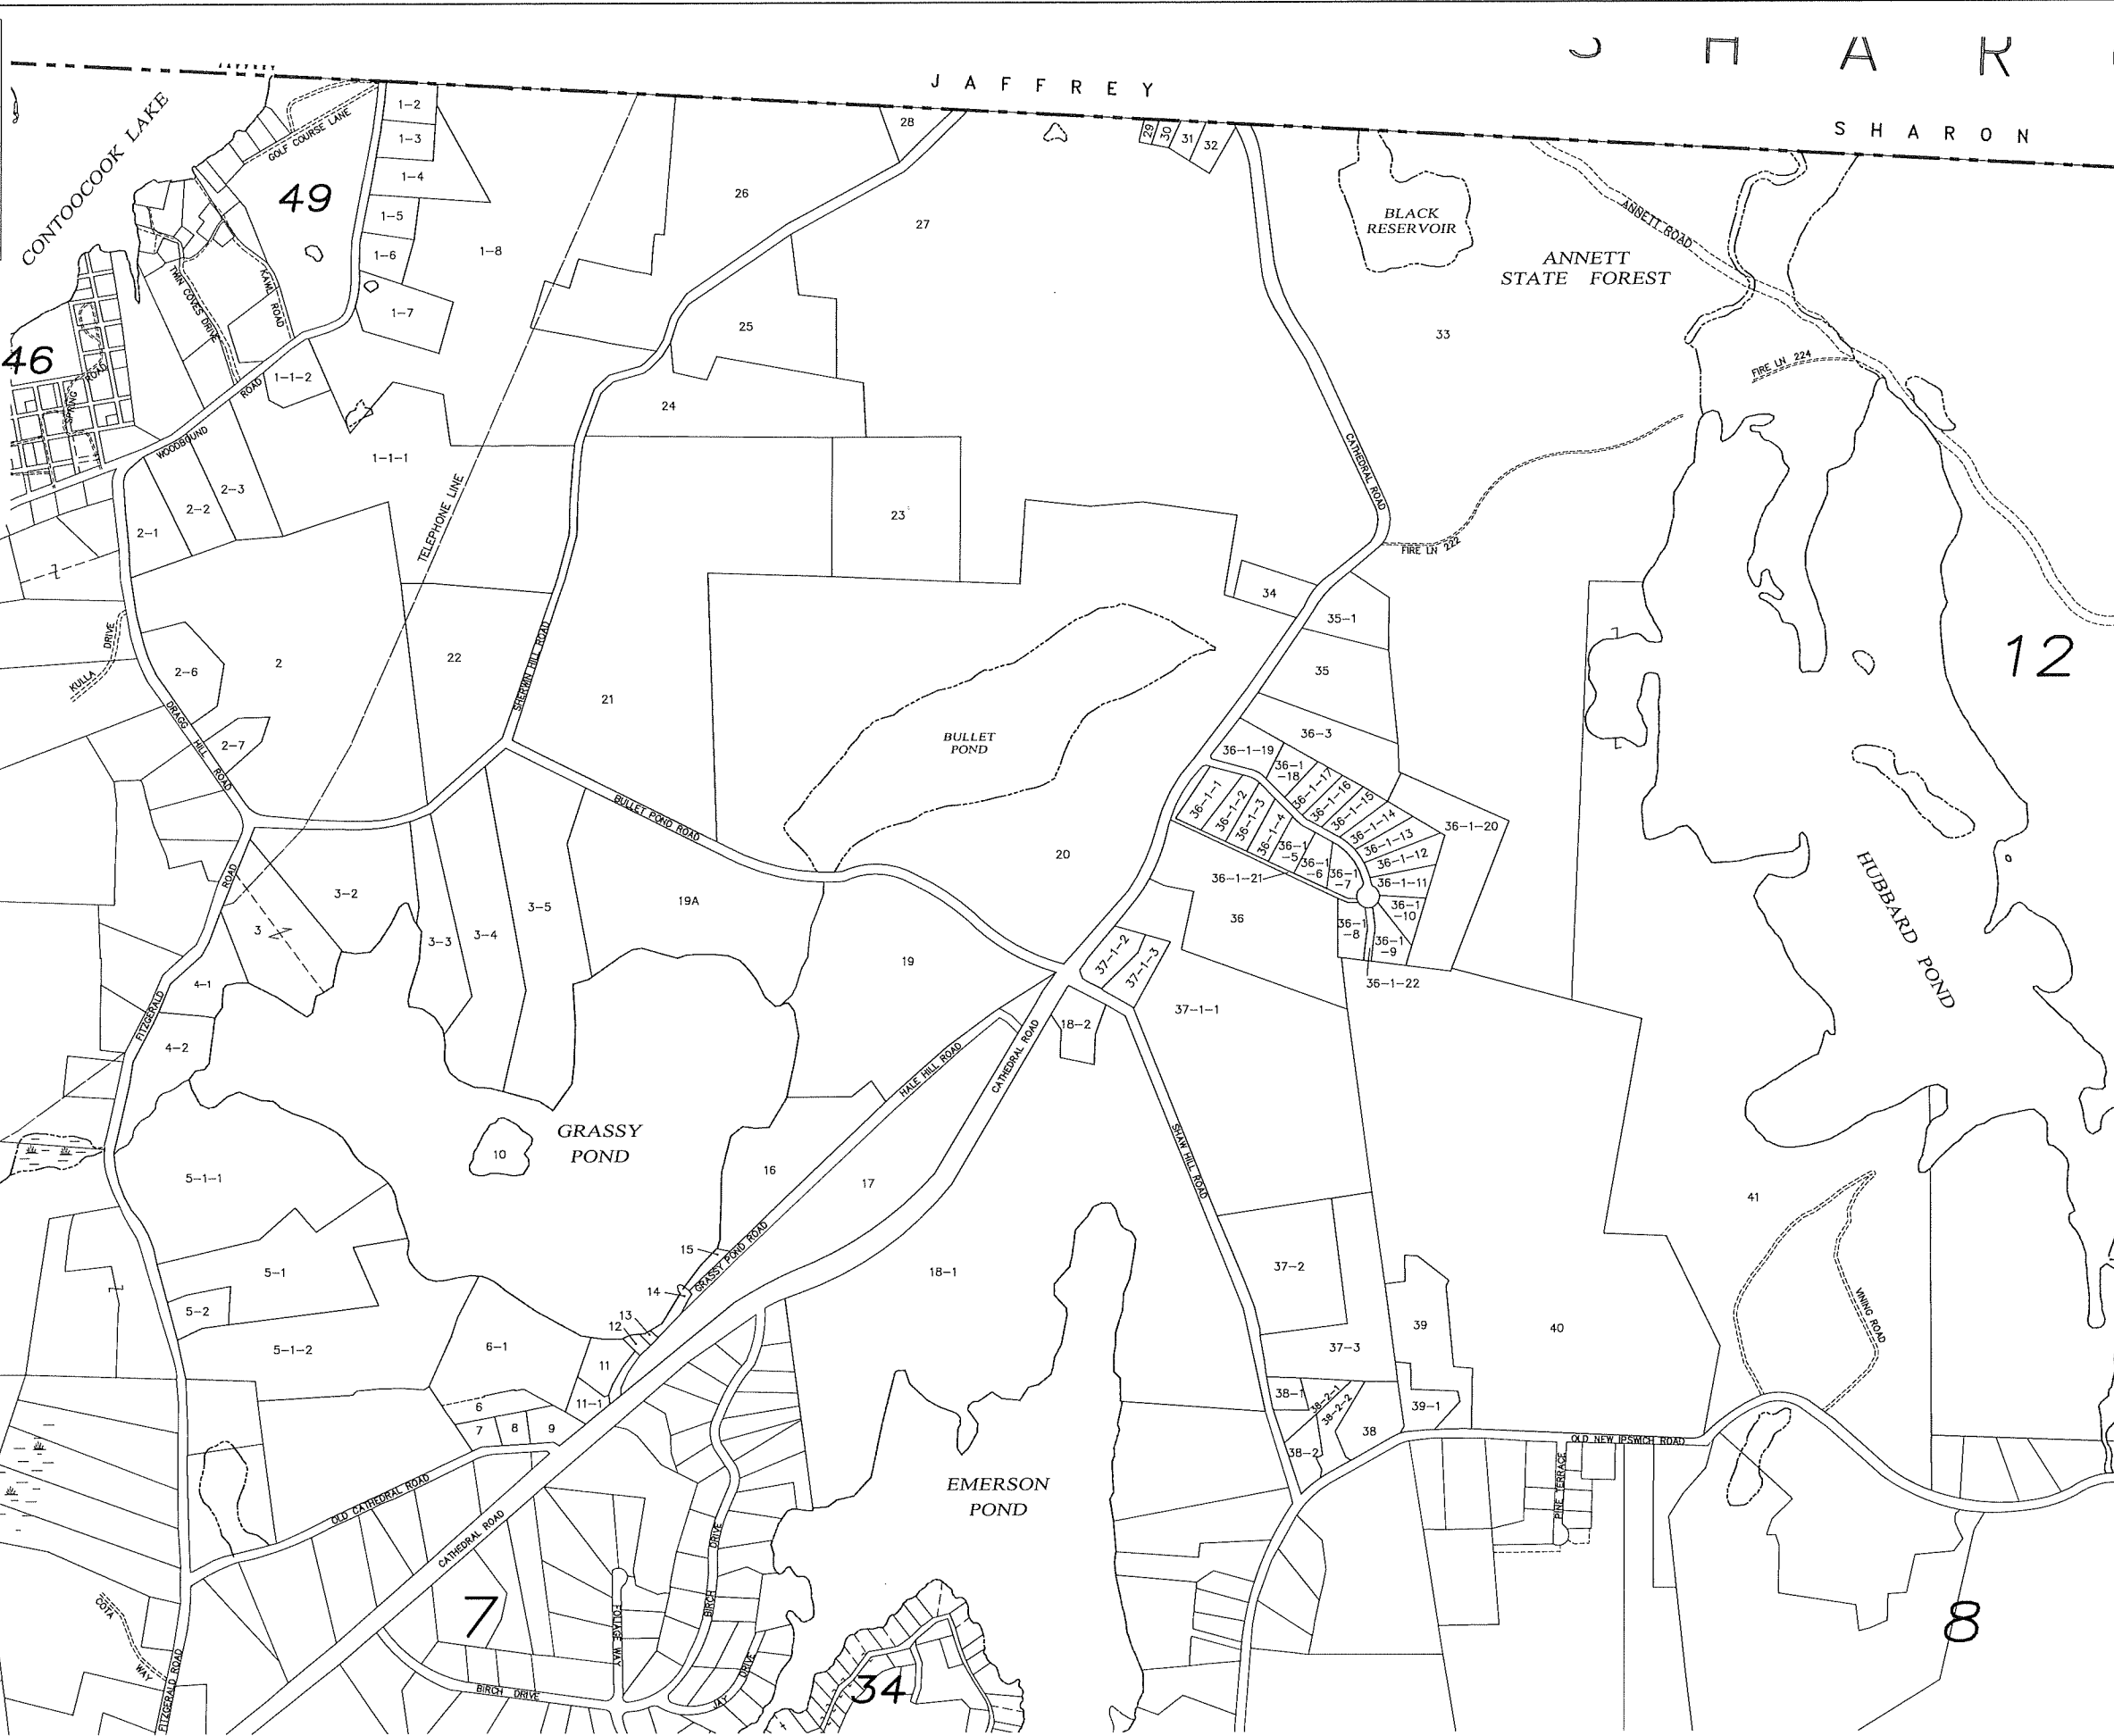 S H A R
JAFFREY
J A F F R E Y
S H A R O N
CONTOOCOOK LAKE
GOLF COURSE LANE
49
1-2
1-3
1-4
1-5
1-6
1-7
1-8
28
26
27
29
30
31
32
BLACK
RESERVOIR
ANNETT
STATE FOREST
ANNETT ROAD
33
TWIN COVES DRIVE
KAWL ROAD
46
SPRING ROAD
1-1-2
WOODBOUND ROAD
25
24
FIRE LN 224
CATHEDRAL ROAD
1-1-1
2-3
2-2
2-1
TELEPHONE LINE
23
FIRE LN 222
34
35-1
35
12
KULLA DRIVE
2-6
2
22
SHERWIN HILL ROAD
21
DRAGG HILL ROAD
2-7
BULLET
POND
36-3
36-1-19
36-1
-18
36-1-17
36-1-16
36-1-15
36-1-14
36-1-13
36-1-12
36-1-11
36-1
-10
36-1-20
36-1-1
36-1-2
36-1-3
36-1-4
36-1
-5
36-1
-6
36-1
-7
36-1-21
36-1
-8
36-1
-9
36-1-22
BULLET POND ROAD
20
36
HUBBARD POND
ROAD
3-2
3
3-3
3-4
3-5
19A
19
37-1-2
37-1-3
37-1-1
18-2
4-1
4-2
FITZGERALD
HALE HILL ROAD
CATHEDRAL ROAD
GRASSY
POND
10
SHAW HILL ROAD
5-1-1
16
17
41
15
GRASSY POND ROAD
14
13
12
5-1
5-2
5-1-2
6-1
18-1
37-2
37-3
39
40
VINING ROAD
11
11-1
6
7
8
9
38-1
38-2-1
38-2-2
38-2
38
39-1
OLD NEW IPSWICH ROAD
PINE TERRACE
EMERSON
POND
OLD CATHEDRAL ROAD
CATHEDRAL ROAD
BIRCH DRIVE
FOLIAGE WAY
7
COTA WAY
FITZGERALD ROAD
BIRCH DRIVE
JAY DRIVE
34
8